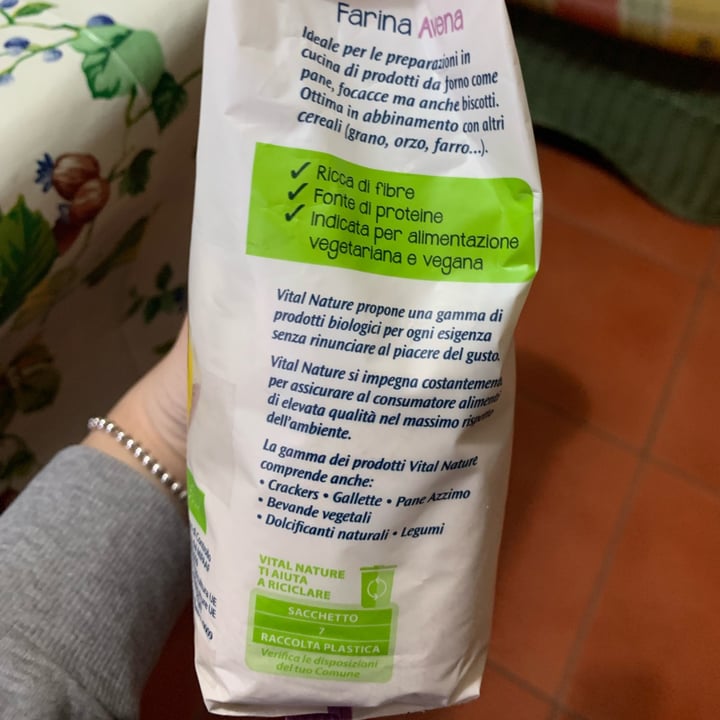 Farina Avena
Ideale per le preparazioni in
cucina di prodotti da forno come
pane, focacce ma anche biscotti.
Ottima in abbinamento con altri
cereali (grano, orzo, farro...).
✓ Ricca di fibre
✓ Fonte di proteine
✓ Indicata per alimentazione
vegetariana e vegana
Vital Nature propone una gamma di
prodotti biologici per ogni esigenza
senza rinunciare al piacere del gusto.
Vital Nature si impegna costantemen
per assicurare al consumatore alimenti
di elevata qualità nel massimo rispetto
dell'ambiente.
La gamma dei prodotti Vital Nature
comprende anche:
• Crackers • Gallette • Pane Azzimo
• Bevande vegetali
• Dolcificanti naturali • Legumi
VITAL NATURE
TI AIUTA
A RICICLARE
SACCHETTO
7
RACCOLTA PLASTICA
Verifica le disposizioni
del tuo Comune